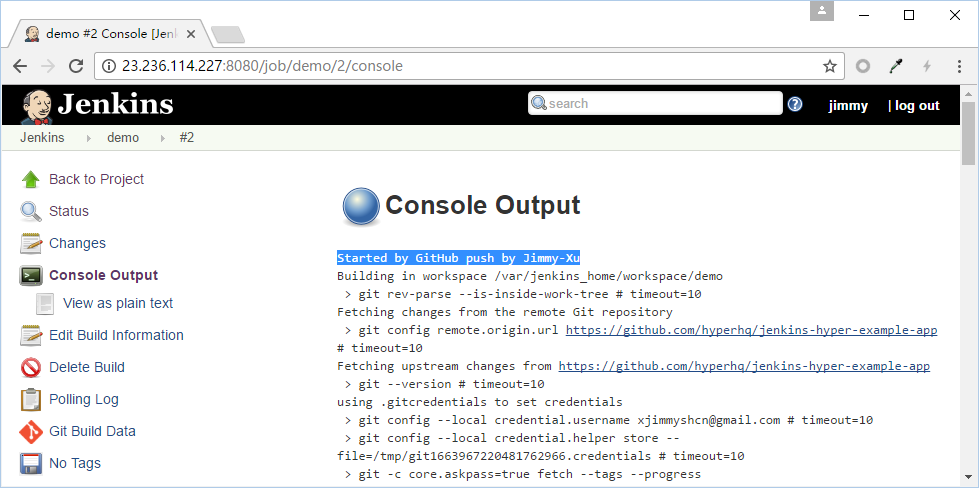 demo #2 Console [Jenk
23.236.114.227:8080/job/demo/2/console
Jenkins
search
?
jimmy
| log out
Jenkins
demo
#2
Back to Project
Status
Changes
Console Output
View as plain text
Edit Build Information
Delete Build
Polling Log
Git Build Data
No Tags
Console Output
Started by GitHub push by Jimmy-Xu
Building in workspace /var/jenkins_home/workspace/demo
> git rev-parse --is-inside-work-tree # timeout=10
Fetching changes from the remote Git repository
> git config remote.origin.url https://github.com/hyperhq/jenkins-hyper-example-app
# timeout=10
Fetching upstream changes from https://github.com/hyperhq/jenkins-hyper-example-app
> git --version # timeout=10
using .gitcredentials to set credentials
> git config --local credential.username xjimmyshcn@gmail.com # timeout=10
> git config --local credential.helper store --
file=/tmp/git1663967220481762966.credentials # timeout=10
> git -c core.askpass=true fetch --tags --progress